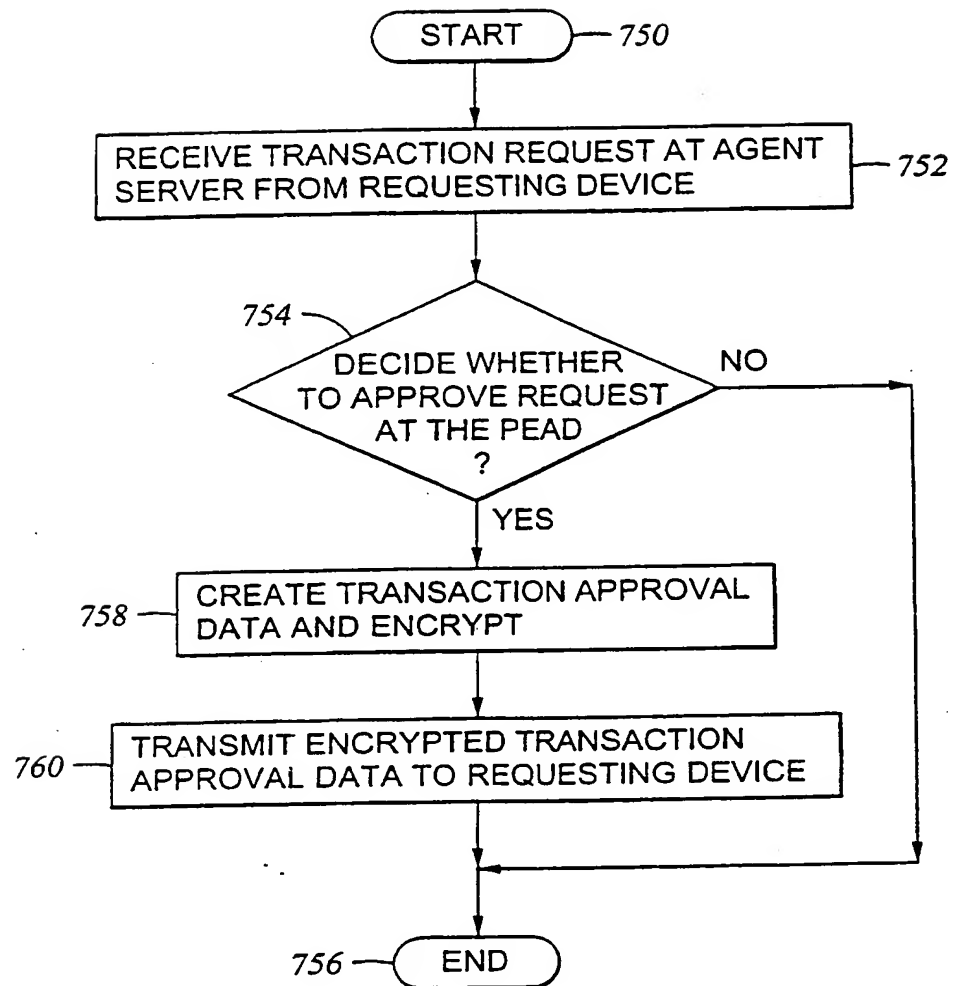 START
750
RECEIVE TRANSACTION REQUEST AT AGENT
SERVER FROM REQUESTING DEVICE
752
754
DECIDE WHETHER
TO APPROVE REQUEST
AT THE PEAD
?
NO
YES
758
CREATE TRANSACTION APPROVAL
DATA AND ENCRYPT
760
TRANSMIT ENCRYPTED TRANSACTION
APPROVAL DATA TO REQUESTING DEVICE
756
END